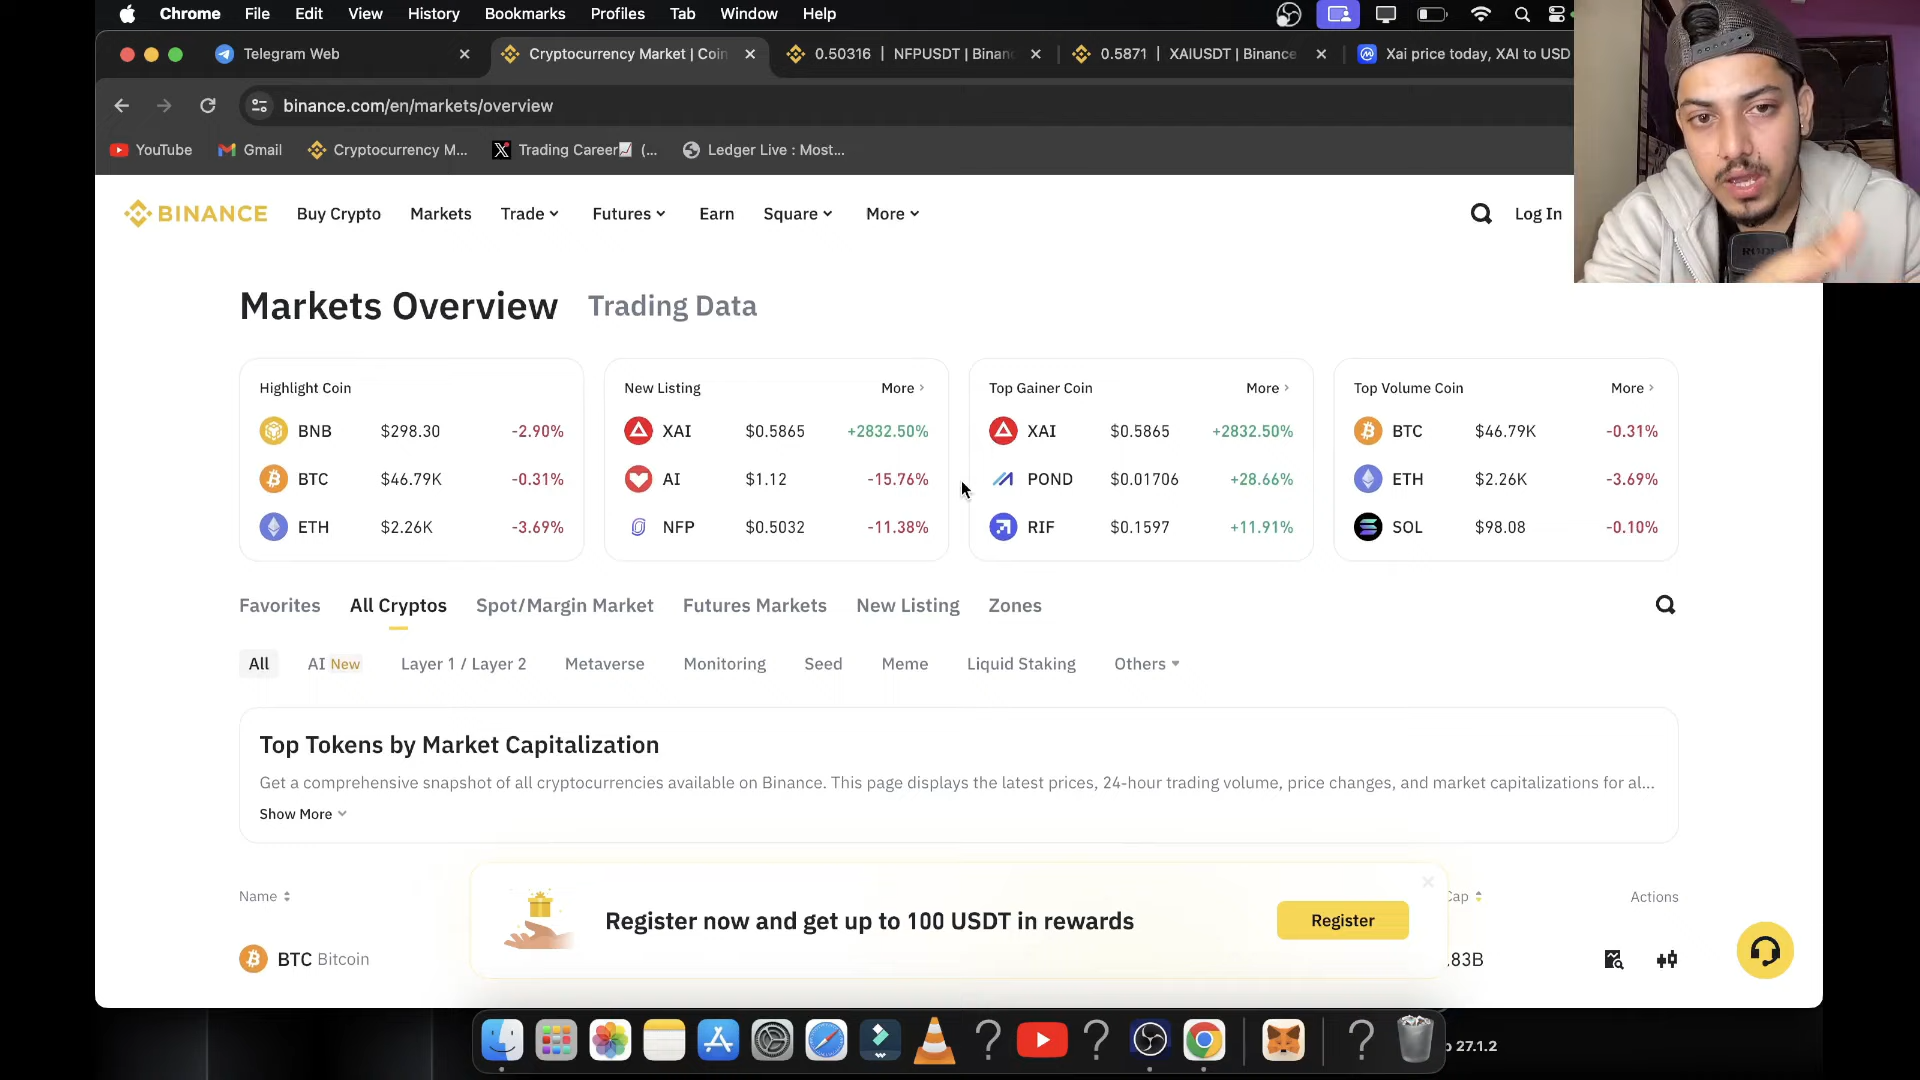 Chrome File Edit View History Bookmarks Profiles Tab Window Help
Telegram Web
Cryptocurrency Market | Coin
0.50316 | NFPUSDT | Binanc
0.5871 | XAIUSDT | Binance
Xai price today, XAI to USD
binance.com/en/markets/overview
YouTube Gmail Cryptocurrency M... Trading Career📈 (... Ledger Live : Most...
BINANCE Buy Crypto Markets Trade Futures Earn Square More Log In
Markets Overview Trading Data
Highlight Coin
BNB $298.30 -2.90%
BTC $46.79K -0.31%
ETH $2.26K -3.69%
New Listing More
XAI $0.5865 +2832.50%
AI $1.12 -15.76%
NFP $0.5032 -11.38%
Top Gainer Coin More
XAI $0.5865 +2832.50%
POND $0.01706 +28.66%
RIF $0.1597 +11.91%
Top Volume Coin More
BTC $46.79K -0.31%
ETH $2.26K -3.69%
SOL $98.08 -0.10%
Favorites All Cryptos Spot/Margin Market Futures Markets New Listing Zones
All AI New Layer 1 / Layer 2 Metaverse Monitoring Seed Meme Liquid Staking Others
Top Tokens by Market Capitalization
Get a comprehensive snapshot of all cryptocurrencies available on Binance. This page displays the latest prices, 24-hour trading volume, price changes, and market capitalizations for al...
Show More
Name Cap Actions
Register now and get up to 100 USDT in rewards Register
BTC Bitcoin .83B
27.1.2